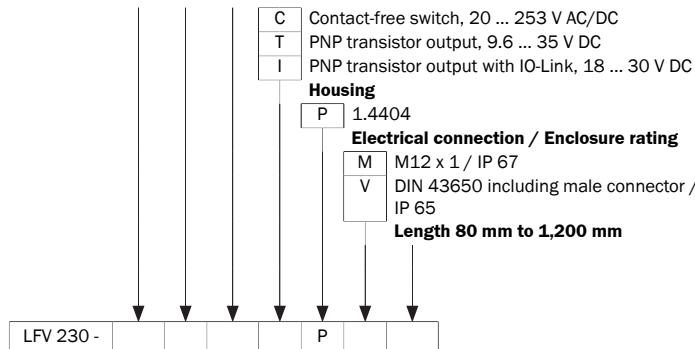 C Contact-free switch, 20 ... 253 V AC/DC
T PNP transistor output, 9.6 ... 35 V DC
I PNP transistor output with IO-Link, 18 ... 30 V DC
Housing
P 1.4404
Electrical connection / Enclosure rating
M M12 x 1 / IP 67
V DIN 43650 including male connector /
IP 65
Length 80 mm to 1,200 mm
LFV 230 - P